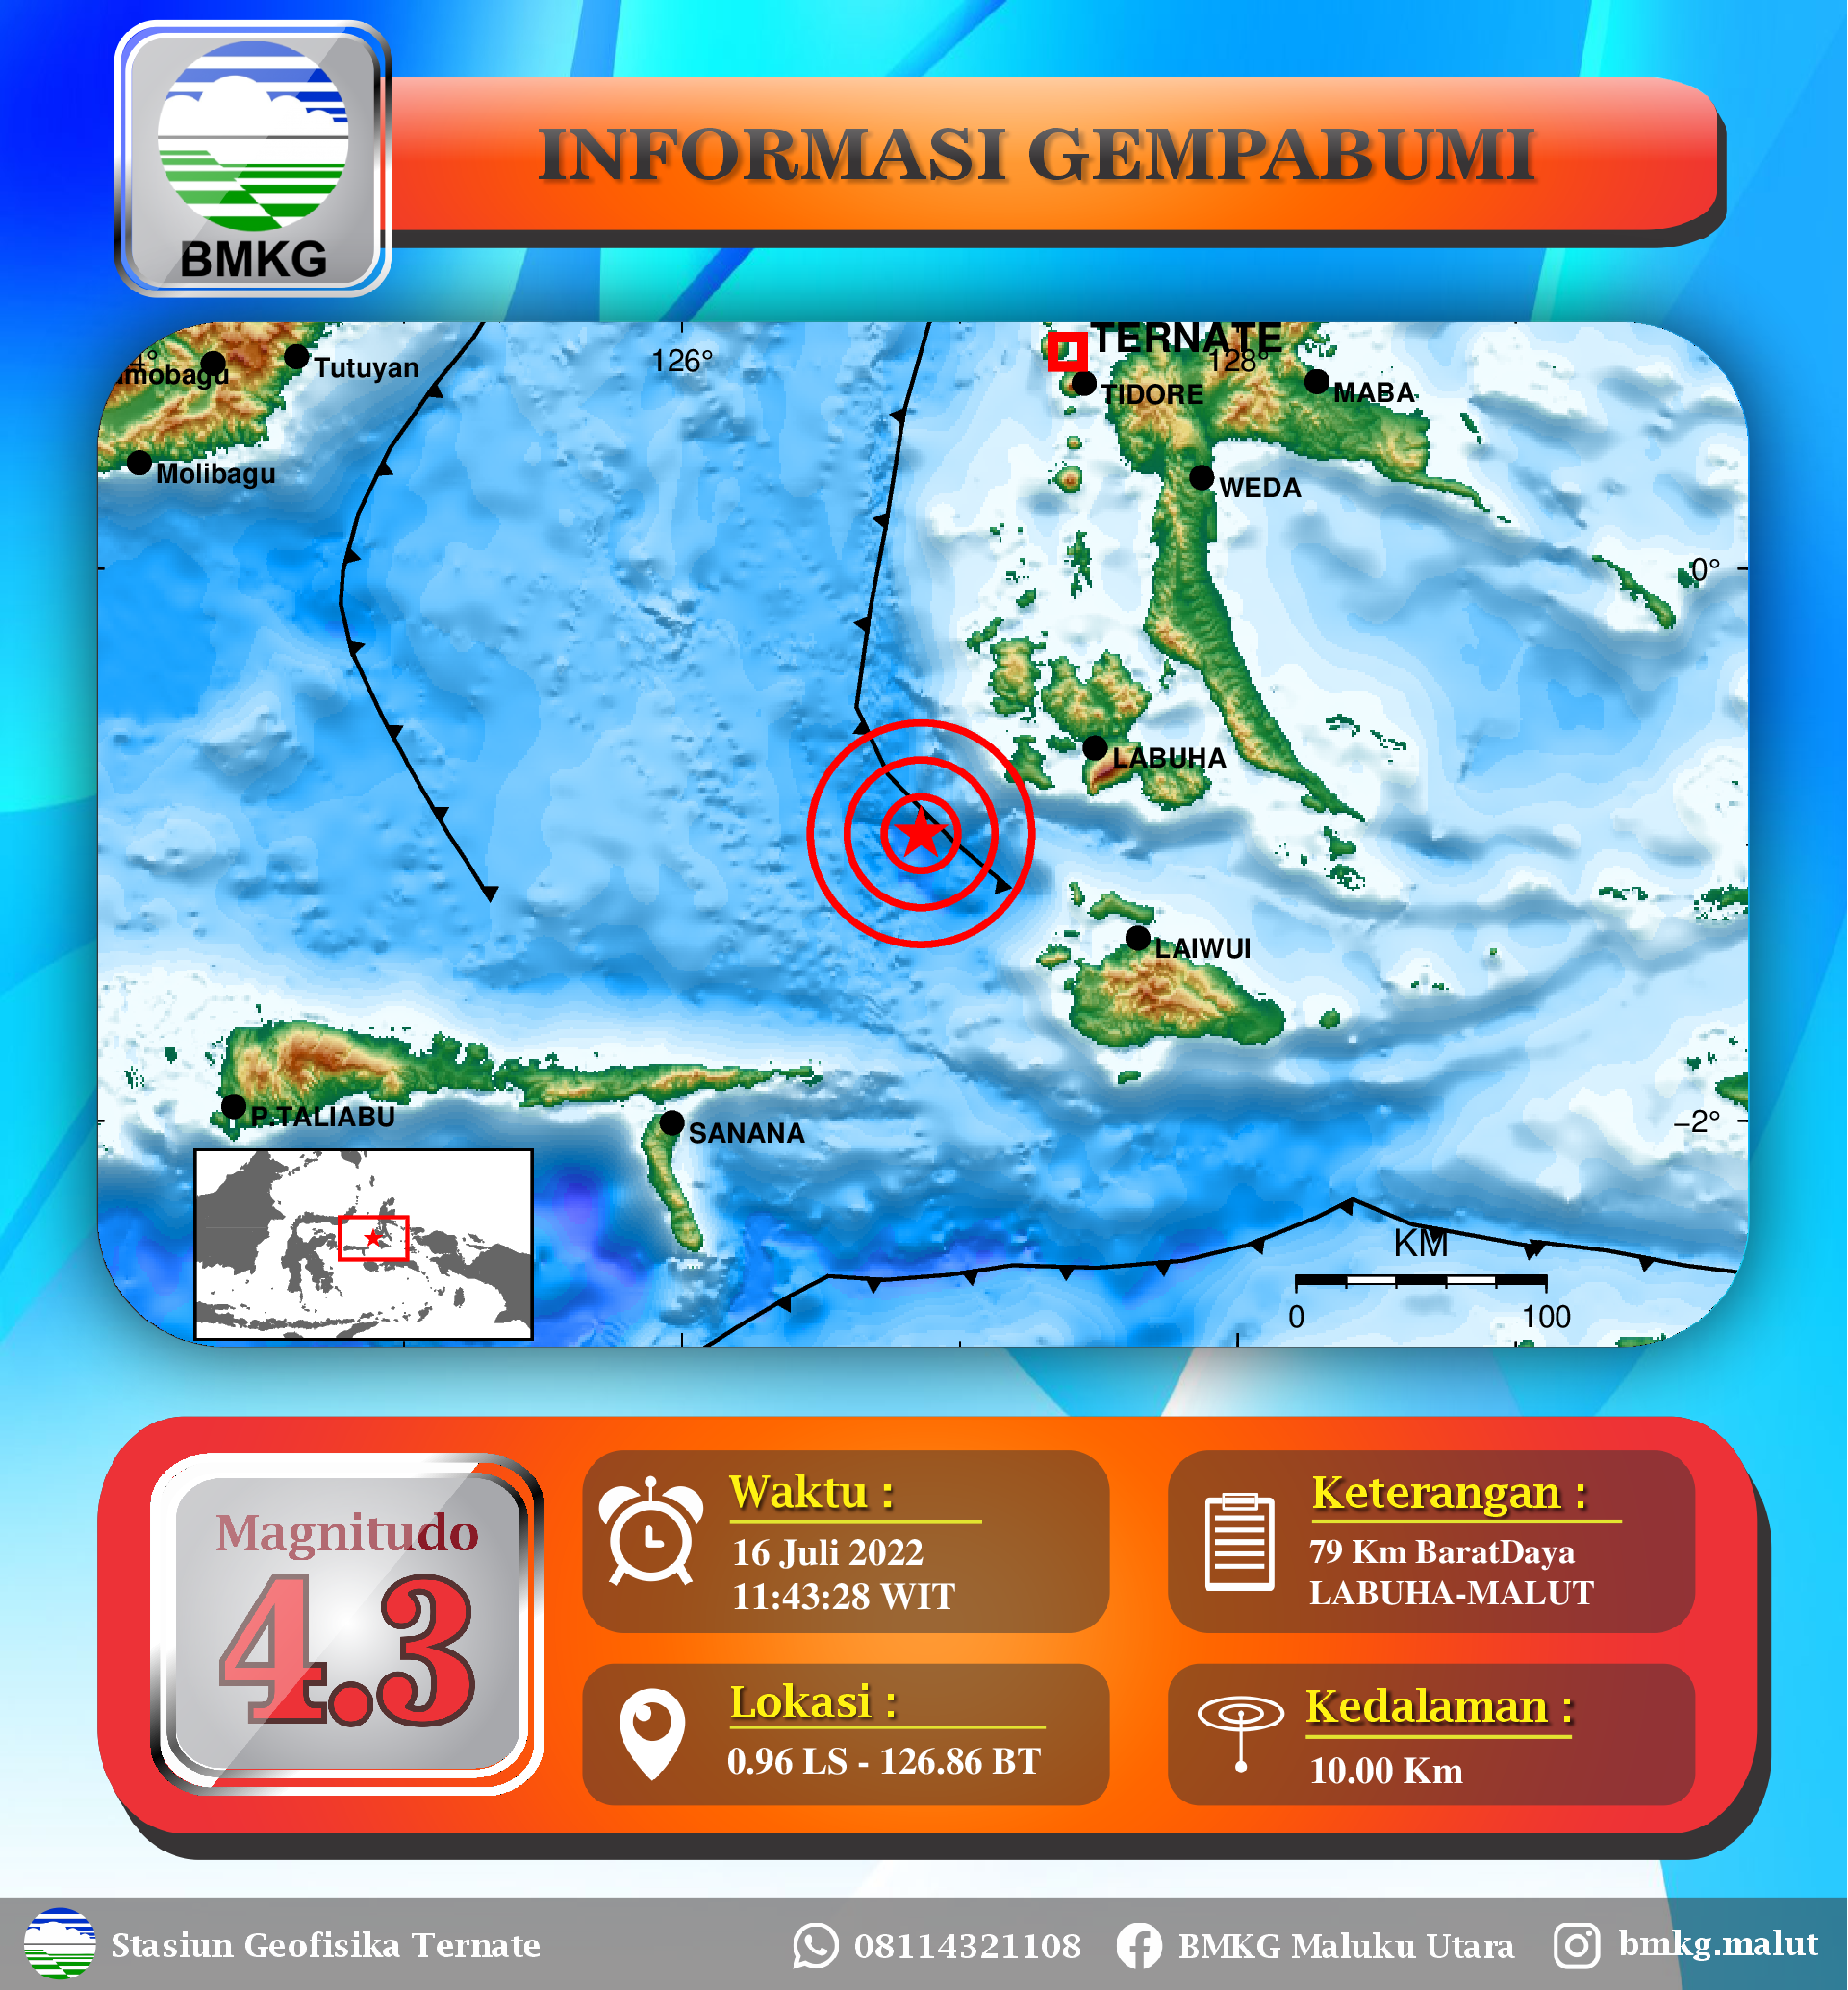 BMKG
INFORMASI GEMPABUMI
TERNATE
126°
128°
Tutuyan
TIDORE
MABA
Molibagu
WEDA
0°
LABUHA
LAIWUI
P.TALIABU
SANANA
−2°
KM
0 100
Magnitudo
4.3
Waktu :
16 Juli 2022
11:43:28 WIT
Keterangan :
79 Km BaratDaya
LABUHA-MALUT
Lokasi :
0.96 LS - 126.86 BT
Kedalaman :
10.00 Km
Stasiun Geofisika Ternate
08114321108
BMKG Maluku Utara
bmkg.malut